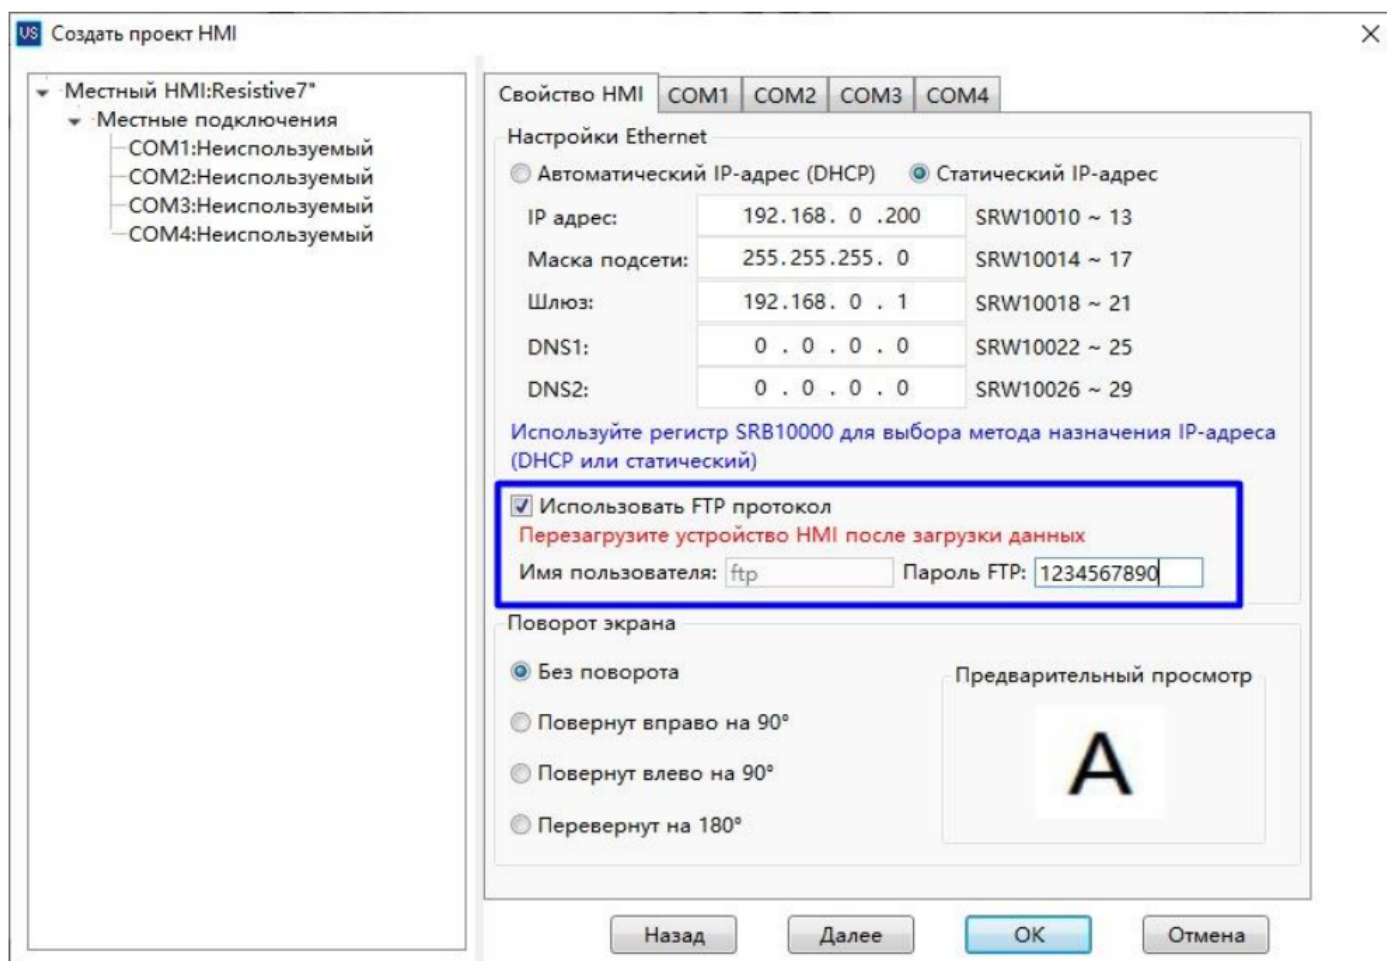 VS Создать проект HMI
Местный HMI:Resistive7"
Местные подключения
COM1:Неиспользуемый
COM2:Неиспользуемый
COM3:Неиспользуемый
COM4:Неиспользуемый
Свойство HMI COM1 COM2 COM3 COM4
Настройки Ethernet
Автоматический IP-адрес (DHCP) Статический IP-адрес
IP адрес: 192.168. 0 .200 SRW10010 ~ 13
Маска подсети: 255.255.255. 0 SRW10014 ~ 17
Шлюз: 192.168. 0 . 1 SRW10018 ~ 21
DNS1: 0 . 0 . 0 . 0 SRW10022 ~ 25
DNS2: 0 . 0 . 0 . 0 SRW10026 ~ 29
Используйте регистр SRB10000 для выбора метода назначения IP-адреса
(DHCP или статический)
Использовать FTP протокол
Перезагрузите устройство HMI после загрузки данных
Имя пользователя: ftp Пароль FTP: 1234567890
Поворот экрана
Без поворота
Повернут вправо на 90°
Повернут влево на 90°
Перевернут на 180°
Предварительный просмотр
A
Назад Далее OK Отмена